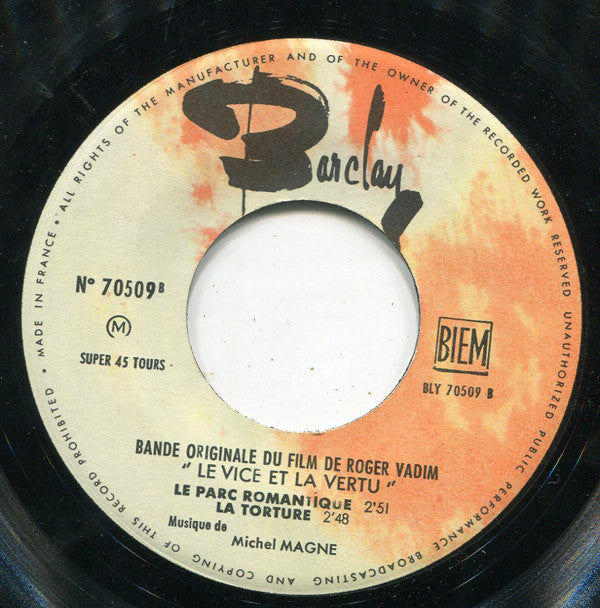 • ALL RIGHTS OF THE MANUFACTURER AND OF THE OWNER OF THE RECORDED WORK RESERVED UNAUTHORIZED PUBLIC PERFORMANCE BROADCASTING AND COPYING OF THIS RECORD PROHIBITED • MADE IN FRANCE
Barclay
N° 70509 B
M
SUPER 45 TOURS
BIEM
BLY 70509 B
BANDE ORIGINALE DU FILM DE ROGER VADIM
" LE VICE ET LA VERTU "
LE PARC ROMANTIQUE 2'51
LA TORTURE 2'48
Musique de
Michel MAGNE